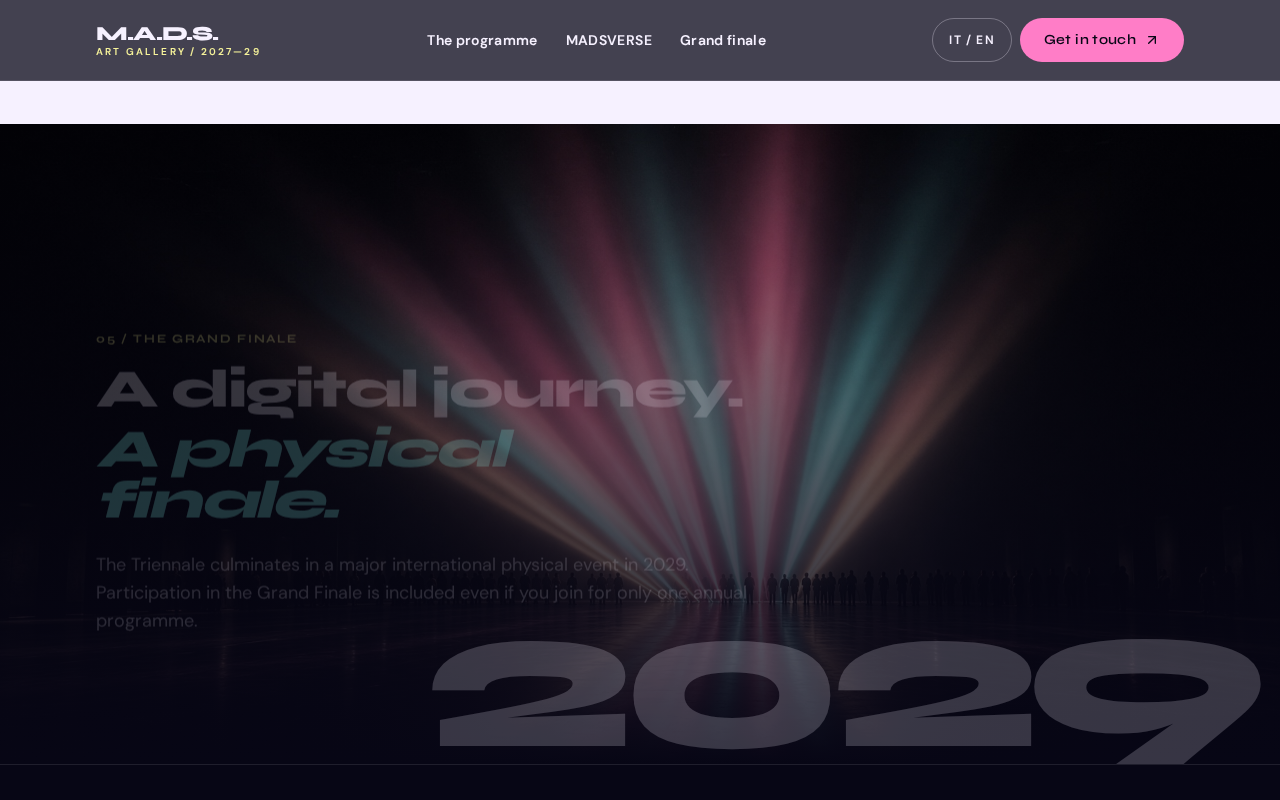 M.A.D.S.
ART GALLERY / 2027—29
The programme
MADSVERSE
Grand finale
IT / EN
Get in touch
05 / THE GRAND FINALE
A digital journey.
A physical
finale.
The Triennale culminates in a major international physical event in 2029.
Participation in the Grand Finale is included even if you join for only one annual
programme.
2029